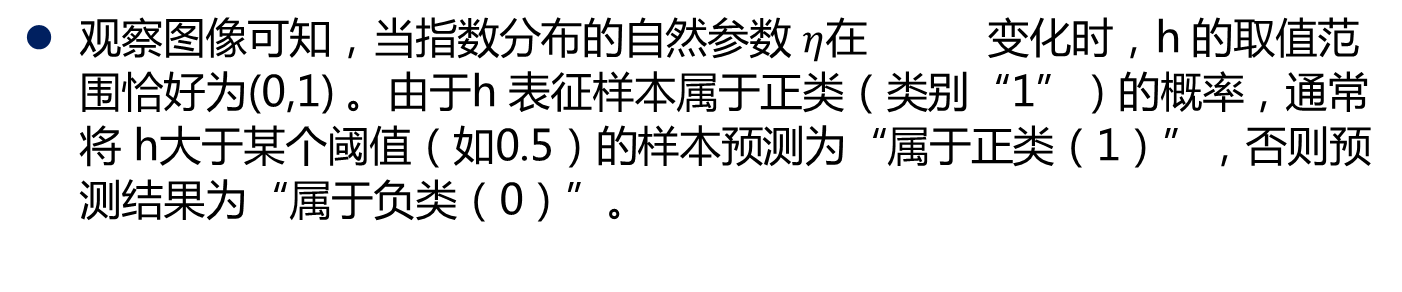 观察图像可知，当指数分布的自然参数 η在 变化时，h 的取值范
围恰好为(0,1) 。由于h 表征样本属于正类（类别“1”）的概率，通常
将 h大于某个阈值（如0.5）的样本预测为“属于正类（1）”，否则预
测结果为“属于负类（0）”。